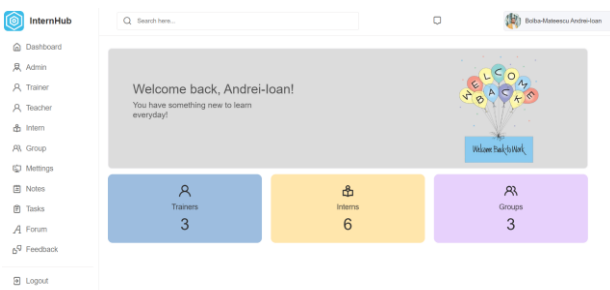 InternHub
Search here...
Bolba-Mateescu Andrei-Ioan
Dashboard
Admin
Trainer
Teacher
Intern
Group
Mettings
Notes
Tasks
Forum
Feedback
Logout
Welcome back, Andrei-Ioan!
You have something new to learn
everyday!
WELCOME
BACK
Welcome Back to Work
Trainers
3
Interns
6
Groups
3